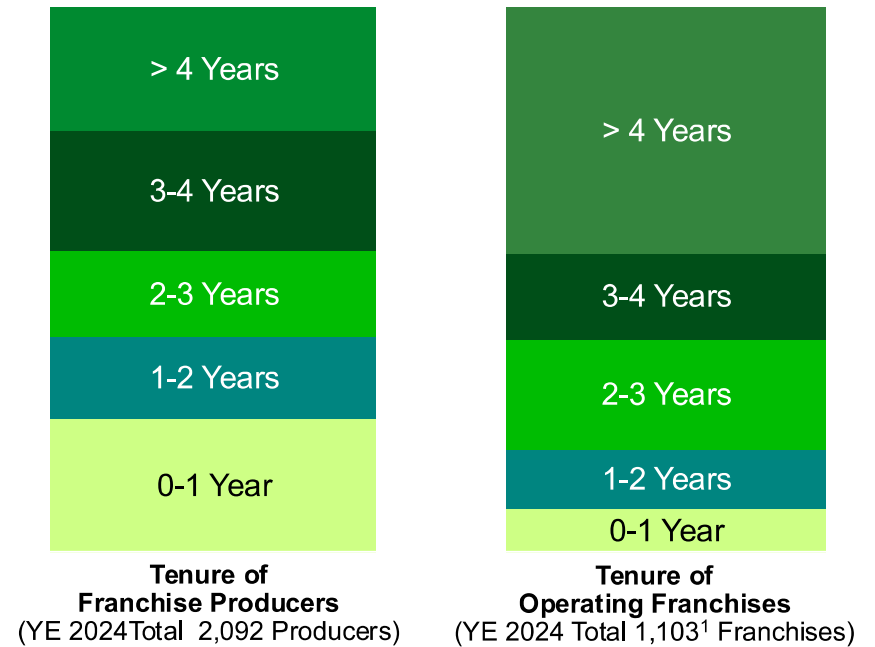 > 4 Years
3-4 Years
2-3 Years
1-2 Years
0-1 Year
Tenure of
Franchise Producers
(YE 2024Total 2,092 Producers)
> 4 Years
3-4 Years
2-3 Years
1-2 Years
0-1 Year
Tenure of
Operating Franchises
(YE 2024 Total 1,103¹ Franchises)